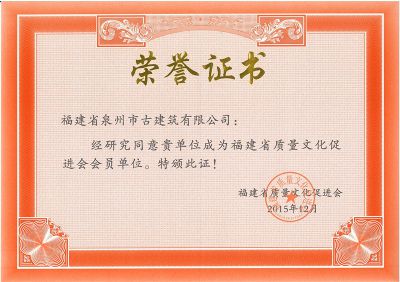 荣誉证书
福建省泉州市古建筑有限公司：
经研究同意贵单位成为福建省质量文化促
进会会员单位。特颁此证！
福建省质量文化促进会
2015年12月